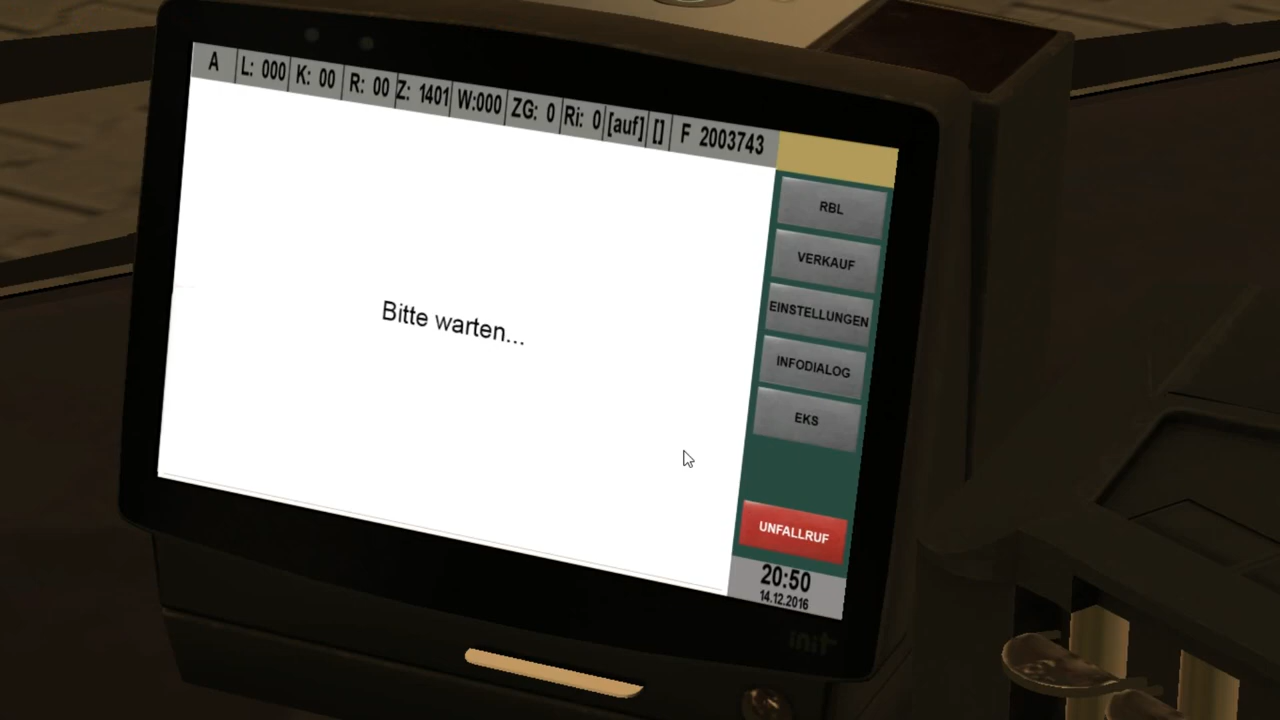 A L: 000 K: 00 R: 00 Z: 1401 W:000 ZG: 0 Ri: 0 [auf] [] F 2003743
RBL
VERKAUF
EINSTELLUNGEN
INFODIALOG
EKS
Bitte warten...
UNFALLRUF
20:50
14.12.2016
init